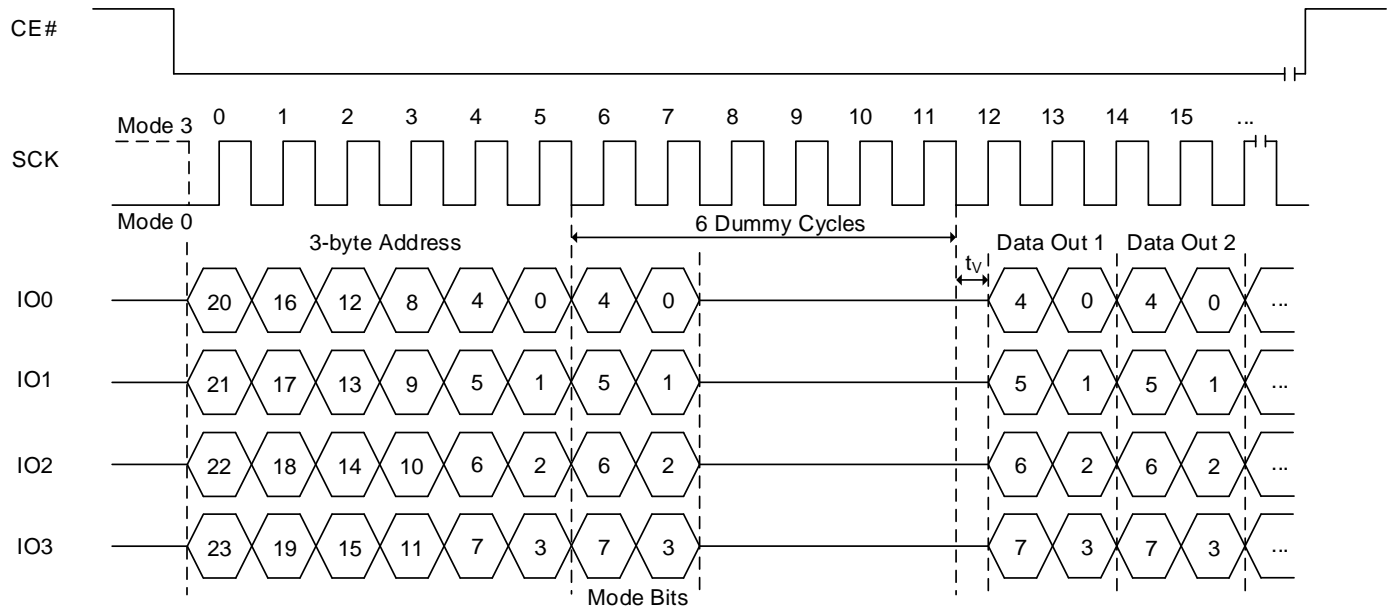 CE#
Mode 3
0 1 2 3 4 5 6 7 8 9 10 11 12 13 14 15 ...
SCK
Mode 0
3-byte Address
6 Dummy Cycles
tV
Data Out 1
Data Out 2
IO0 20 16 12 8 4 0 4 0 4 0 4 0 ...
IO1 21 17 13 9 5 1 5 1 5 1 5 1 ...
IO2 22 18 14 10 6 2 6 2 6 2 6 2 ...
IO3 23 19 15 11 7 3 7 3 7 3 7 3 ...
Mode Bits